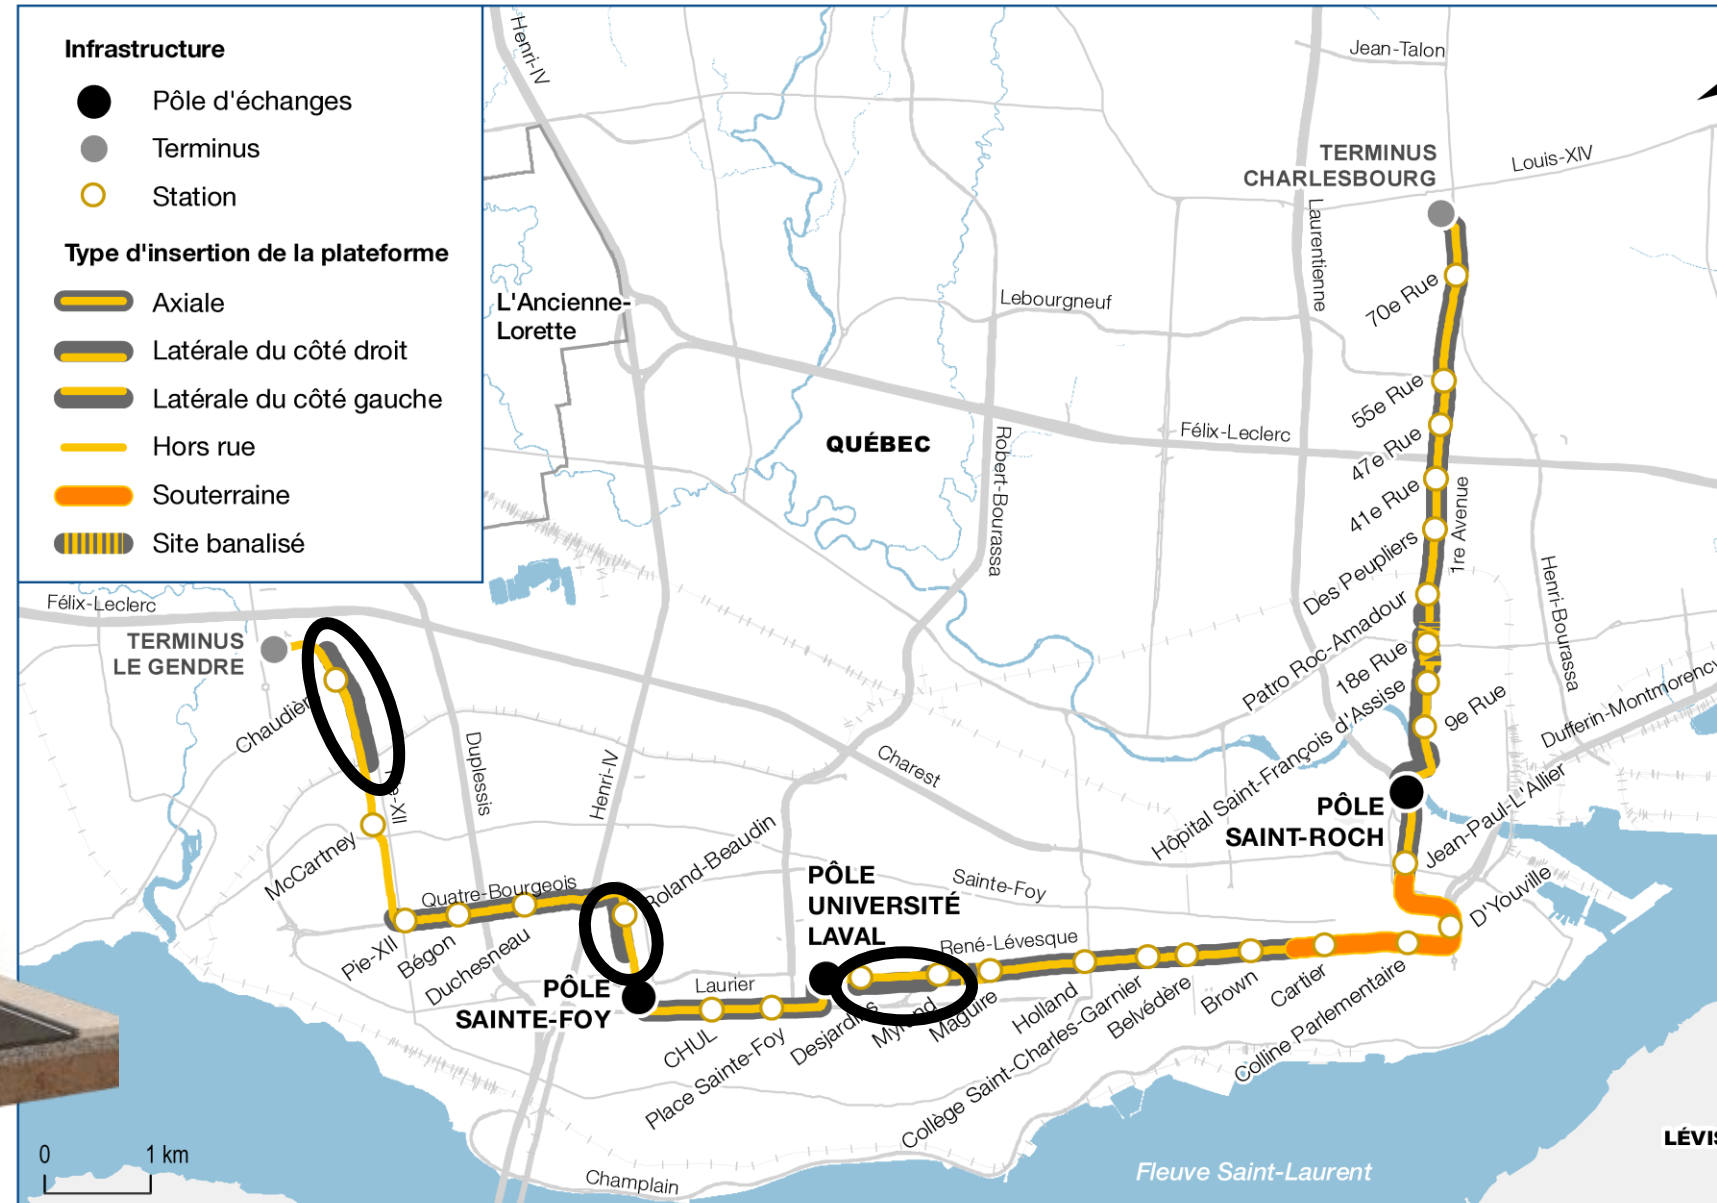 Infrastructure
Pôle d'échanges
Terminus
Station
Type d'insertion de la plateforme
Axiale
Latérale du côté droit
Latérale du côté gauche
Hors rue
Souterraine
Site banalisé
Henri-IV
Jean-Talon
TERMINUS
CHARLESBOURG
Louis-XIV
Laurentienne
L'Ancienne-
Lorette
Lebourgneuf
70e Rue
55e Rue
QUÉBEC
Félix-Leclerc
47e Rue
Robert-Bourassa
41e Rue
1re Avenue
Des Peupliers
Henri-Bourassa
Félix-Leclerc
TERMINUS
LE GENDRE
Patro Roc-Amadour
18e Rue
Hôpital Saint-François d'Assise
9e Rue
Dufferin-Montmorency
Duplessis
Henri-IV
Charest
PÔLE
SAINT-ROCH
Jean-Paul-L'Allier
McCartney
Quatre-Bourgeois
Roland-Beaudin
PÔLE
UNIVERSITÉ
LAVAL
Sainte-Foy
D'Youville
Pie-XII
Bégon
Duchesneau
René-Lévesque
PÔLE
SAINTE-FOY
Laurier
CHUL
Place Sainte-Foy
Desjardins
Maguire
Holland
Collège Saint-Charles-Garnier
Belvédère
Brown
Cartier
Colline Parlementaire
0 1 km
Champlain
Fleuve Saint-Laurent